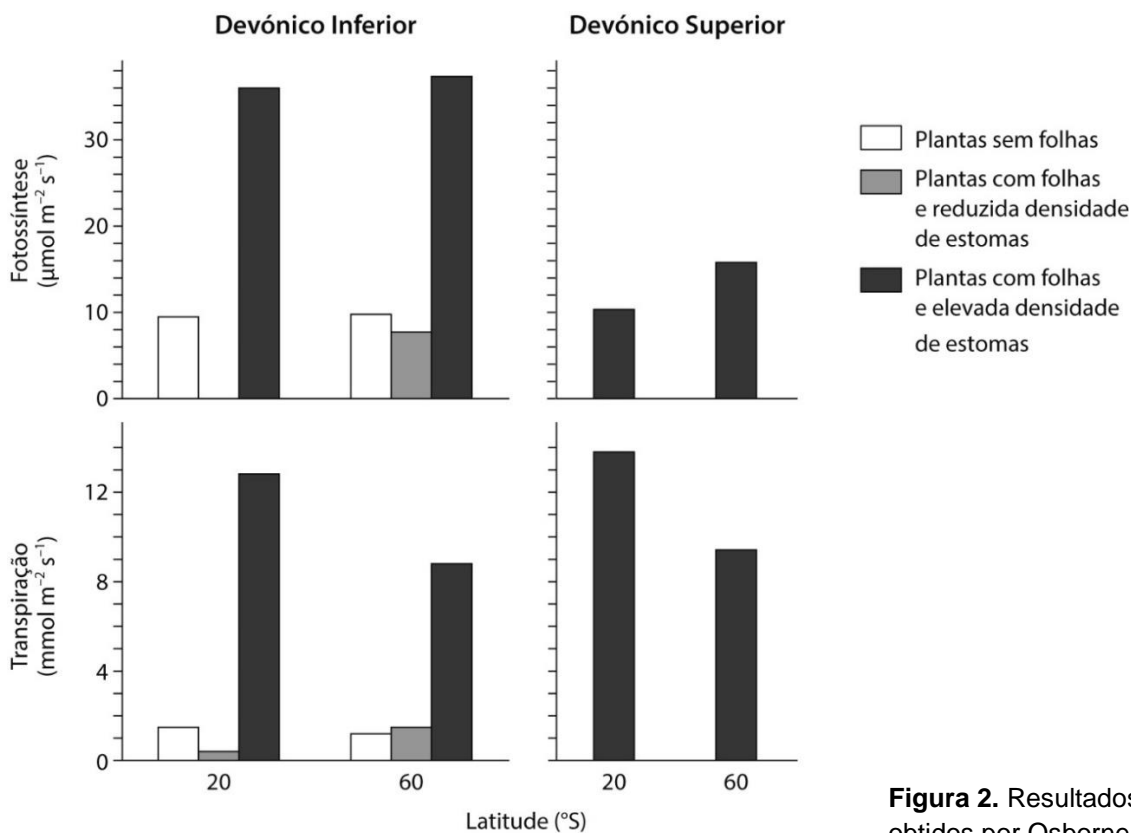 Devónico Inferior
Devónico Superior
Fotossíntese
(µmol m⁻² s⁻¹)
30
20
10
0
Plantas sem folhas
Plantas com folhas
e reduzida densidade
de estomas
Plantas com folhas
e elevada densidade
de estomas
Transpiração
(mmol m⁻² s⁻¹)
12
8
4
0
20
60
20
60
Latitude (°S)
Figura 2. Resultados
obtidos por Osborne